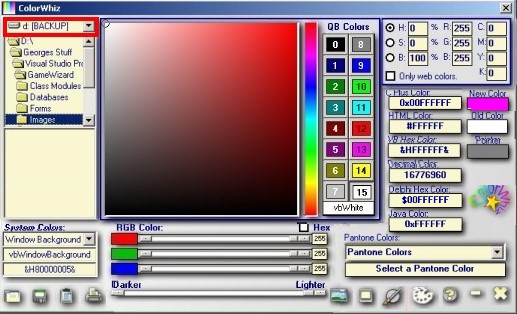 ColorWhiz
d: [BACKUP]
D:\
Georges Stuff
Visual Studio Pr
GameWizard
Class Modules
Databases
Forms
Images
QB Colors
0 8
1 9
2 10
3 11
4 12
5 13
6 14
7 15
vbWhite
H: 0 % R: 255 C: 0
S: 0 % G: 255 M: 0
B: 100 % B: 255 Y: 0
Only web colors. K: 0
C Plus Color:
0x00FFFFFF
New Color
HTML Color
#FFFFFF
Old Color
VB Hex Color
&HFFFFFF&
Pointer
Decimal Color
16776960
Delphi Hex Color:
$00FFFFFF
Java Color:
0xFFFFFF
System Colors:
Window Background
vbWindowBackground
&H80000005&
RGB Color:
Hex
255
255
255
Darker
Lighter
Pantone Colors:
Pantone Colors
Select a Pantone Color